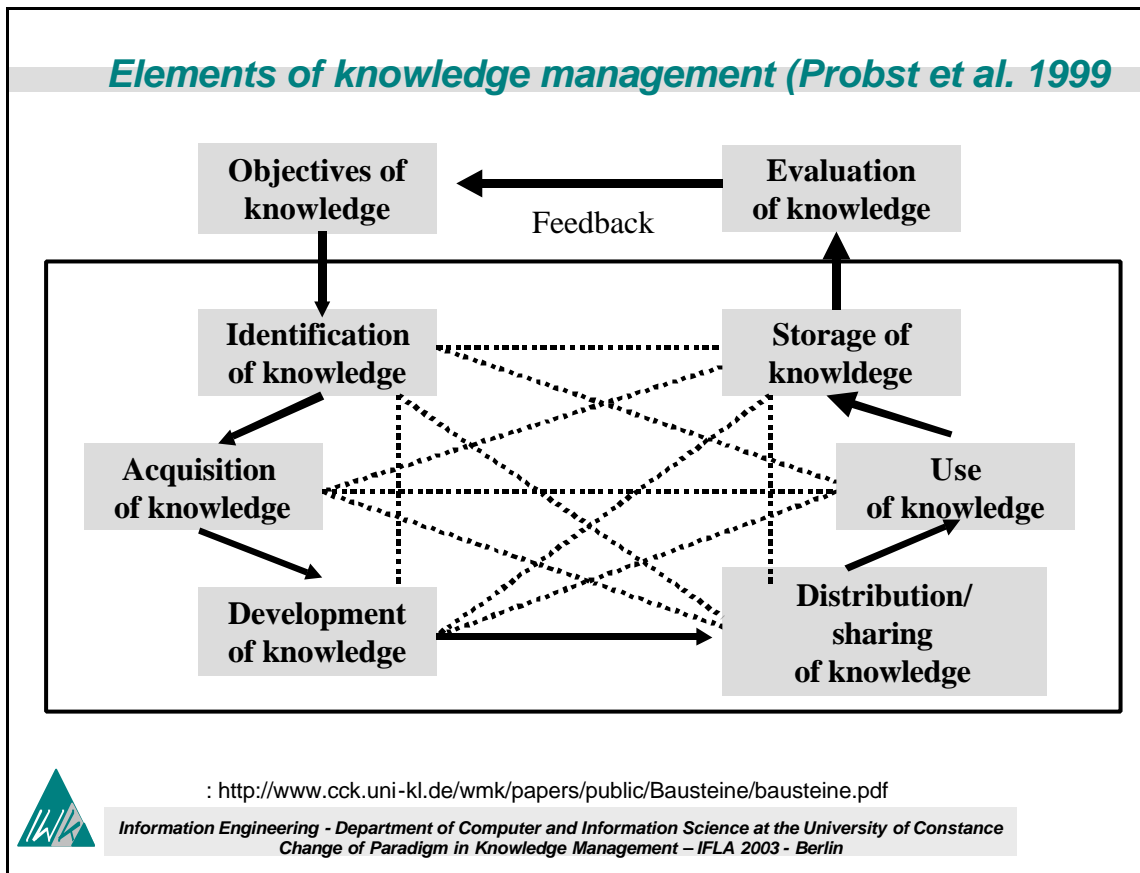 Elements of knowledge management (Probst et al. 1999
Objectives of
knowledge
Evaluation
of knowledge
Feedback
Identification
of knowledge
Storage of
knowldege
Acquisition
of knowledge
Use
of knowledge
Development
of knowledge
Distribution/
sharing
of knowledge
: http://www.cck.uni-kl.de/wmk/papers/public/Bausteine/bausteine.pdf
IWK
Information Engineering - Department of Computer and Information Science at the University of Constance
Change of Paradigm in Knowledge Management – IFLA 2003 - Berlin